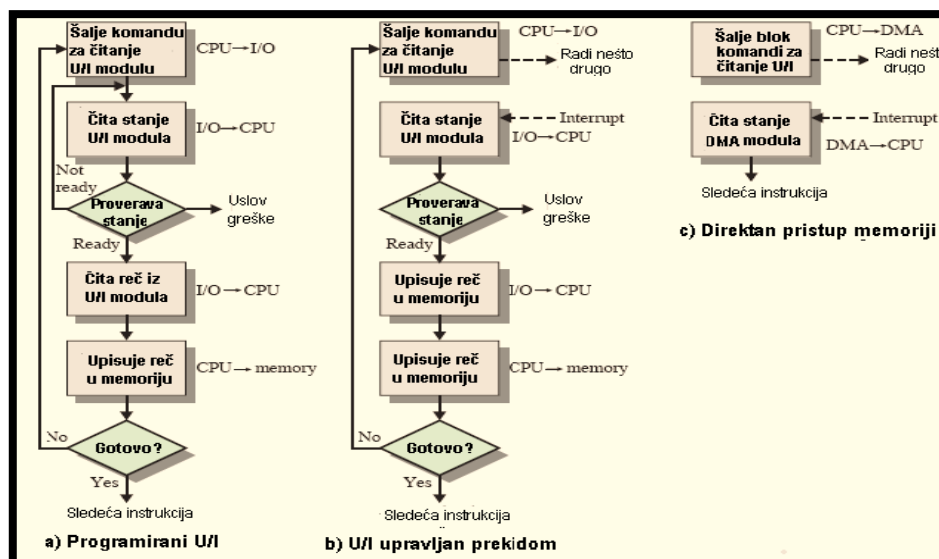 Šalje komandu
za čitanje
U/I modulu
CPU→I/O
Čita stanje
U/I modula
I/O→CPU
Not
ready
Proverava
stanje
Uslov
greške
Ready
Čita reč iz
U/I modula
I/O→CPU
Upisuje reč
u memoriju
CPU→memory
No
Gotovo?
Yes
Sledeća instrukcija
a) Programirani U/I
Šalje komandu
za čitanje
U/I modulu
CPU→I/O
Radi nešto
drugo
Čita stanje
U/I modula
Interrupt
I/O→CPU
Proverava
stanje
Uslov
greške
Ready
Upisuje reč
u memoriju
I/O→CPU
Upisuje reč
u memoriju
CPU→memory
No
Gotovo?
Yes
Sledeća instrukcija
b) U/I upravljan prekidom
Šalje blok
komandi za
čitanje U/I
CPU→DMA
Radi nešto
drugo
Čita stanje
DMA modula
Interrupt
DMA→CPU
Sledeća instrukcija
c) Direktan pristup memoriji